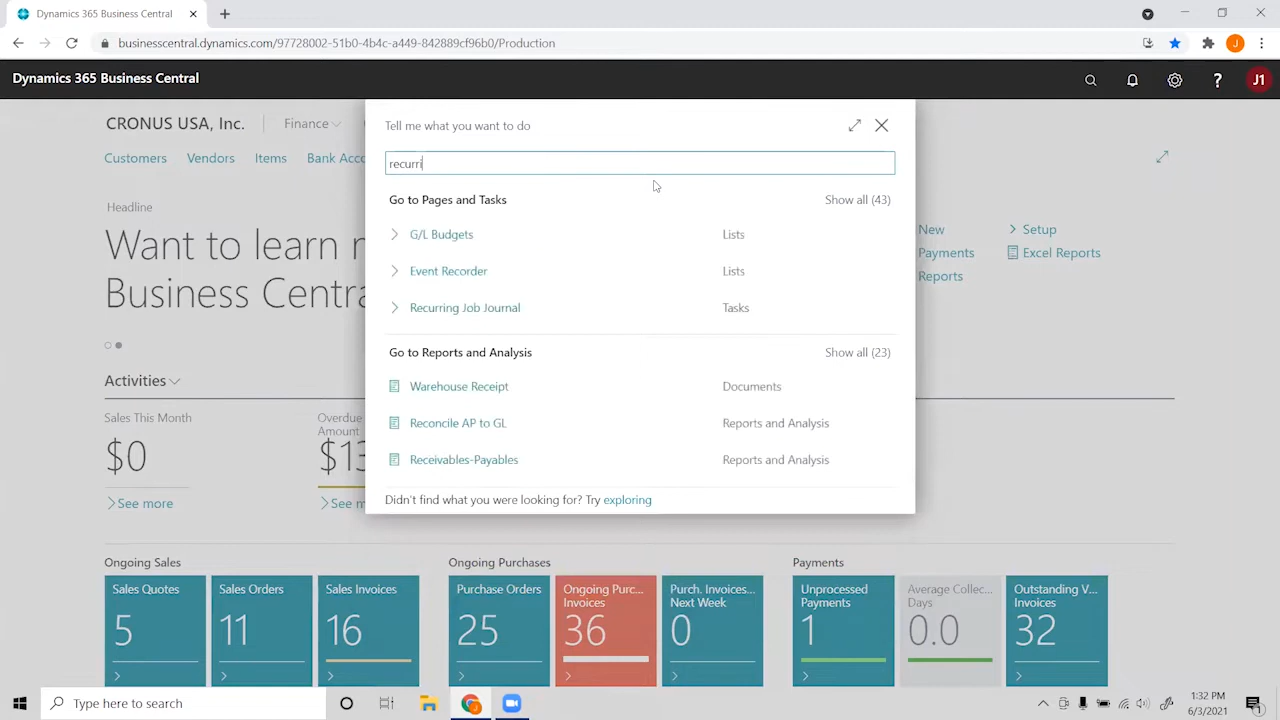 Dynamics 365 Business Central
businesscentral.dynamics.com/97728002-51b0-4b4c-a449-842889cf96b0/Production
J
Dynamics 365 Business Central
J1
CRONUS USA, Inc.
Finance
Customers
Vendors
Items
Bank Acco
Headline
Want to learn m
Business Centra
Activities
Sales This Month
$0
See more
Overdue
Amount
$13
See m
New
Payments
Reports
Setup
Excel Reports
Tell me what you want to do
recurri
Go to Pages and Tasks
Show all (43)
G/L Budgets
Lists
Event Recorder
Lists
Recurring Job Journal
Tasks
Go to Reports and Analysis
Show all (23)
Warehouse Receipt
Documents
Reconcile AP to GL
Reports and Analysis
Receivables-Payables
Reports and Analysis
Didn't find what you were looking for? Try exploring
Ongoing Sales
Sales Quotes
5
Sales Orders
11
Sales Invoices
16
Ongoing Purchases
Purchase Orders
25
Ongoing Purc...
Invoices
36
Purch. Invoices...
Next Week
0
Payments
Unprocessed
Payments
1
Average Collec...
Days
0.0
Outstanding V...
Invoices
32
Type here to search
1:32 PM
6/3/2021